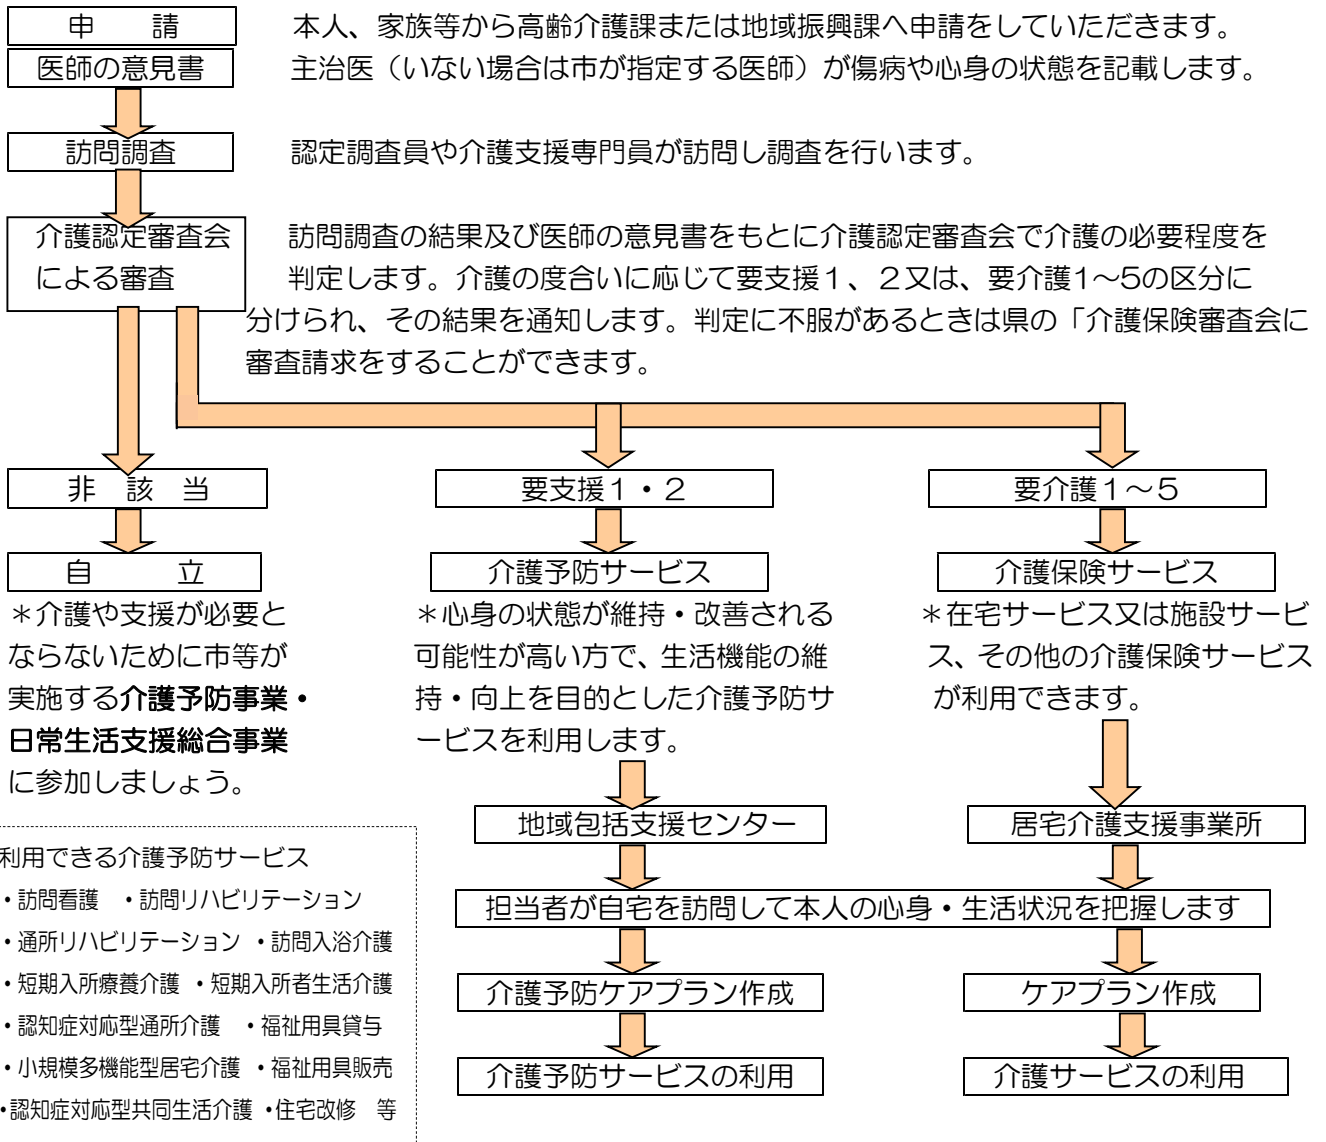 申　請
本人、家族等から高齢介護課または地域振興課へ申請をしていただきます。
医師の意見書
主治医（いない場合は市が指定する医師）が傷病や心身の状態を記載します。
訪問調査
認定調査員や介護支援専門員が訪問し調査を行います。
介護認定審査会
による審査
訪問調査の結果及び医師の意見書をもとに介護認定審査会で介護の必要程度を
判定します。介護の度合いに応じて要支援１、２又は、要介護1～5の区分に
分けられ、その結果を通知します。判定に不服があるときは県の「介護保険審査会に
審査請求をすることができます。
非　該　当
要支援１・２
要介護１～５
自　立
＊介護や支援が必要と
ならないために市等が
実施する介護予防事業・
日常生活支援総合事業
に参加しましょう。
介護予防サービス
＊心身の状態が維持・改善される
可能性が高い方で、生活機能の維
持・向上を目的とした介護予防サ
ービスを利用します。
介護保険サービス
＊在宅サービス又は施設サービ
ス、その他の介護保険サービス
が利用できます。
地域包括支援センター
居宅介護支援事業所
担当者が自宅を訪問して本人の心身・生活状況を把握します
介護予防ケアプラン作成
ケアプラン作成
介護予防サービスの利用
介護サービスの利用
利用できる介護予防サービス
・訪問看護　・訪問リハビリテーション
・通所リハビリテーション ・訪問入浴介護
・短期入所療養介護 ・短期入所者生活介護
・認知症対応型通所介護　・福祉用具貸与
・小規模多機能型居宅介護 ・福祉用具販売
・認知症対応型共同生活介護 ・住宅改修　等